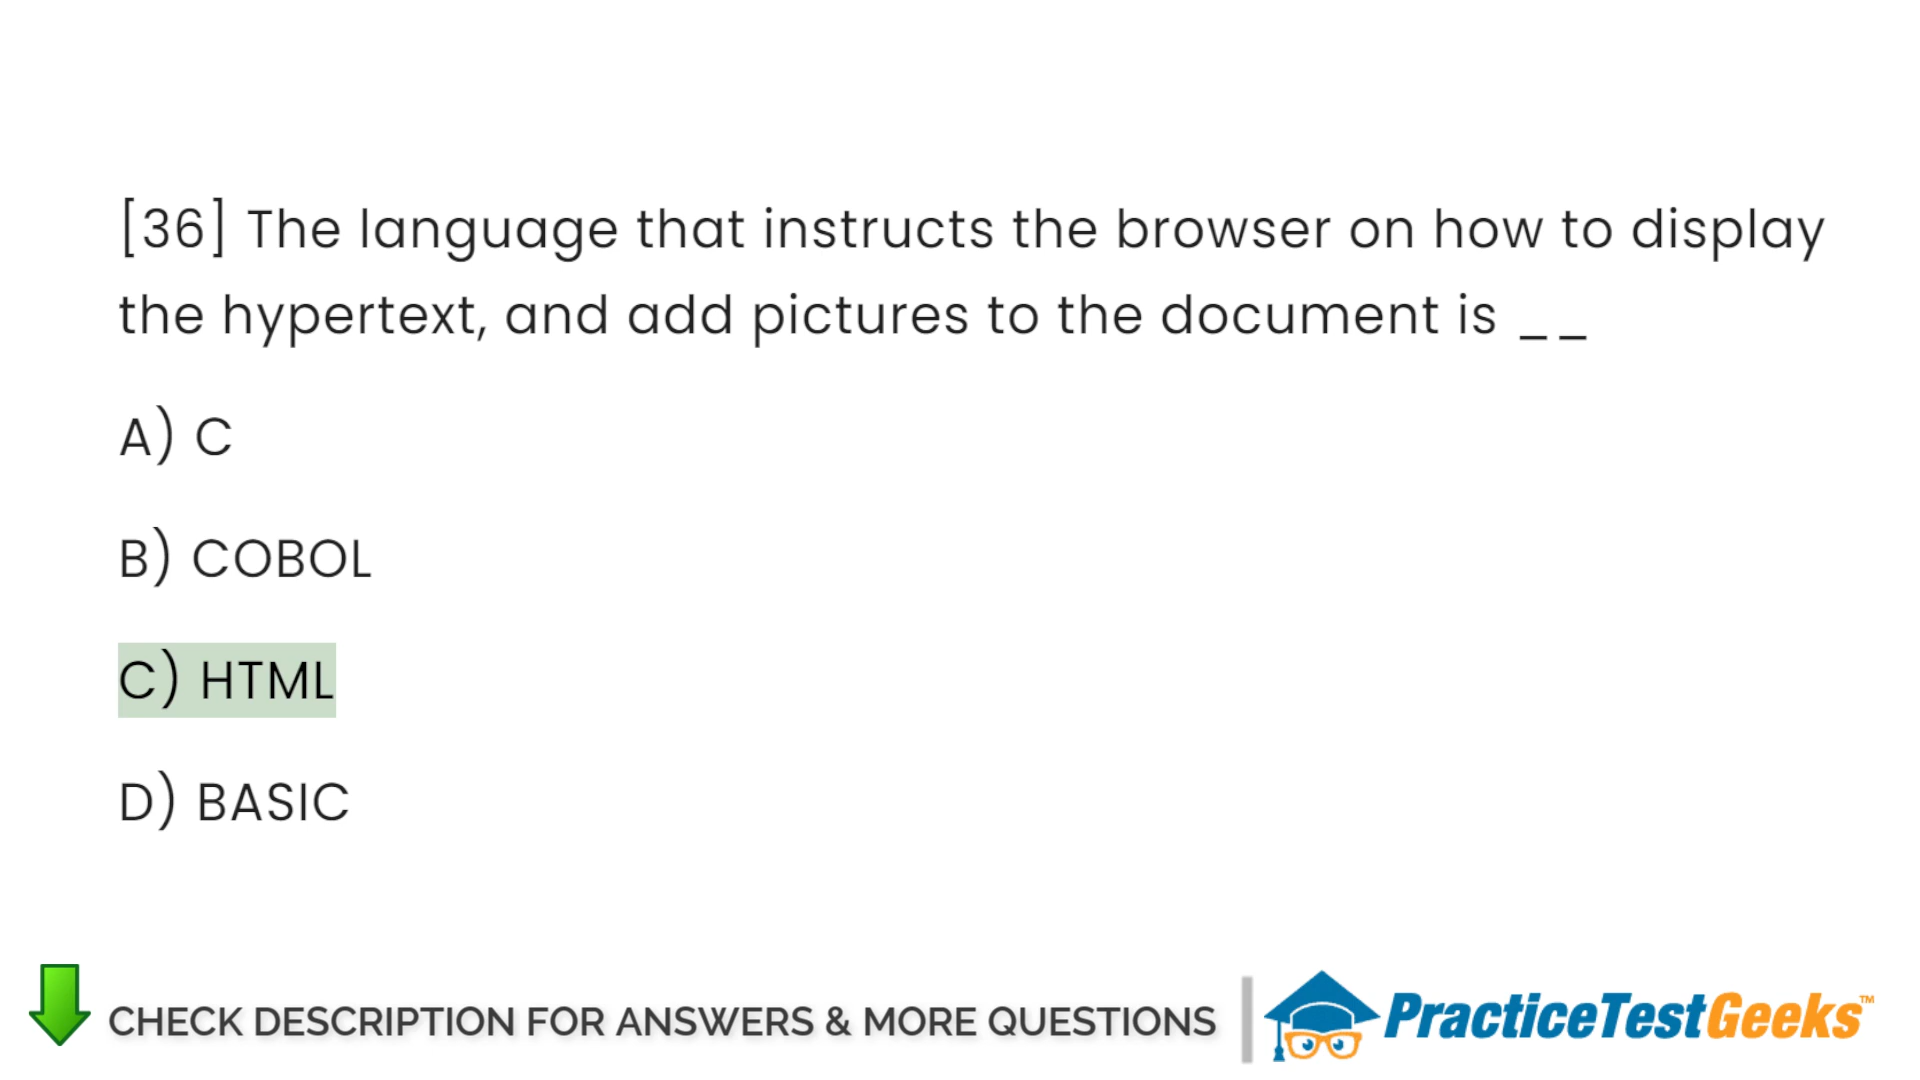 [36] The language that instructs the browser on how to display
the hypertext, and add pictures to the document is _ _
A) C
B) COBOL
C) HTML
D) BASIC
CHECK DESCRIPTION FOR ANSWERS & MORE QUESTIONS
PracticeTestGeeks™